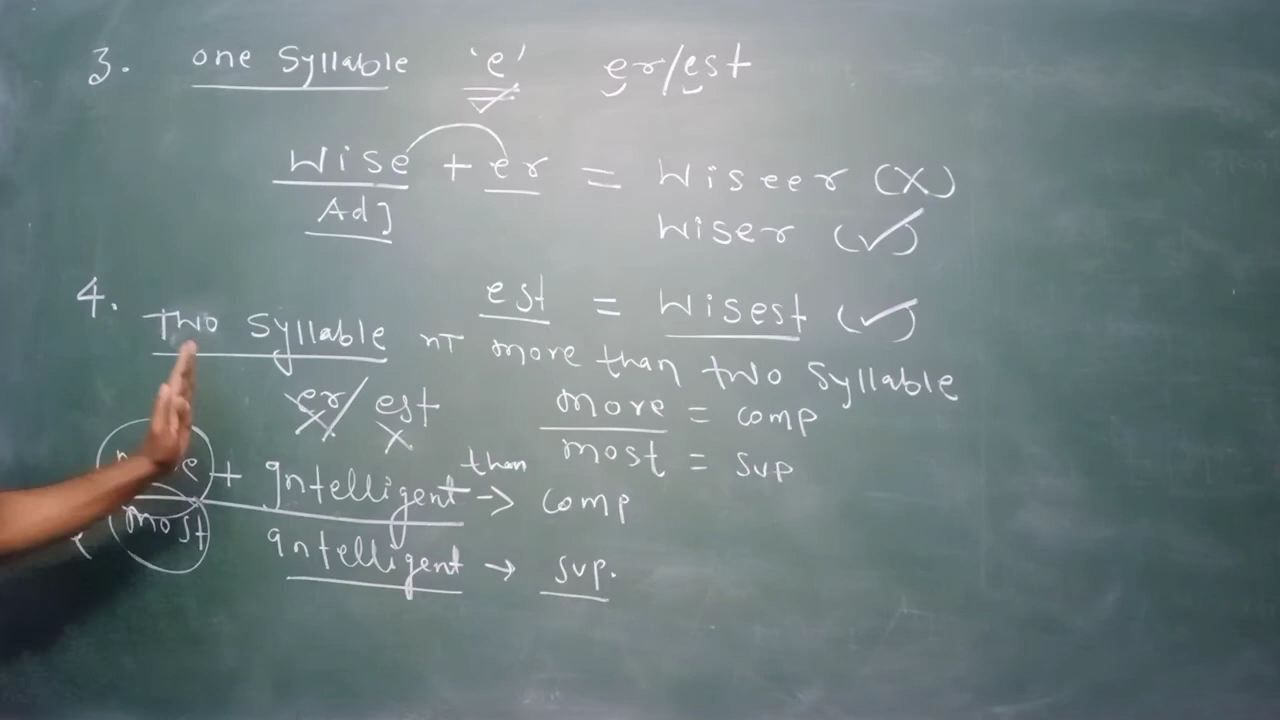 3. one Syllable 'e' er/est
Wise + er = Wiseer (X)
Adj
Wiser (✓)
est = Wisest (✓)
4. Two Syllable more than two Syllable
er/est
more = comp
most = sup
+ Intelligent than → comp
most Intelligent → sup.